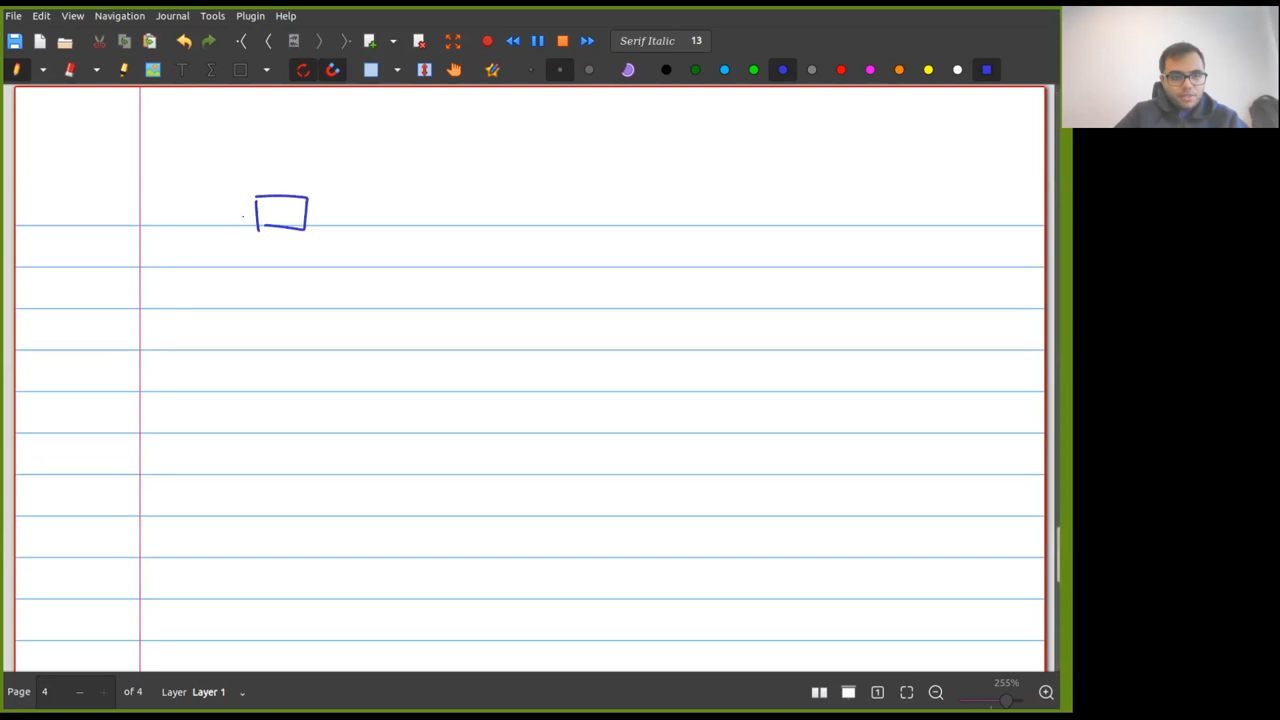 File Edit View Navigation Journal Tools Plugin Help
Serif Italic 13
Page 4 of 4 Layer Layer 1 255%